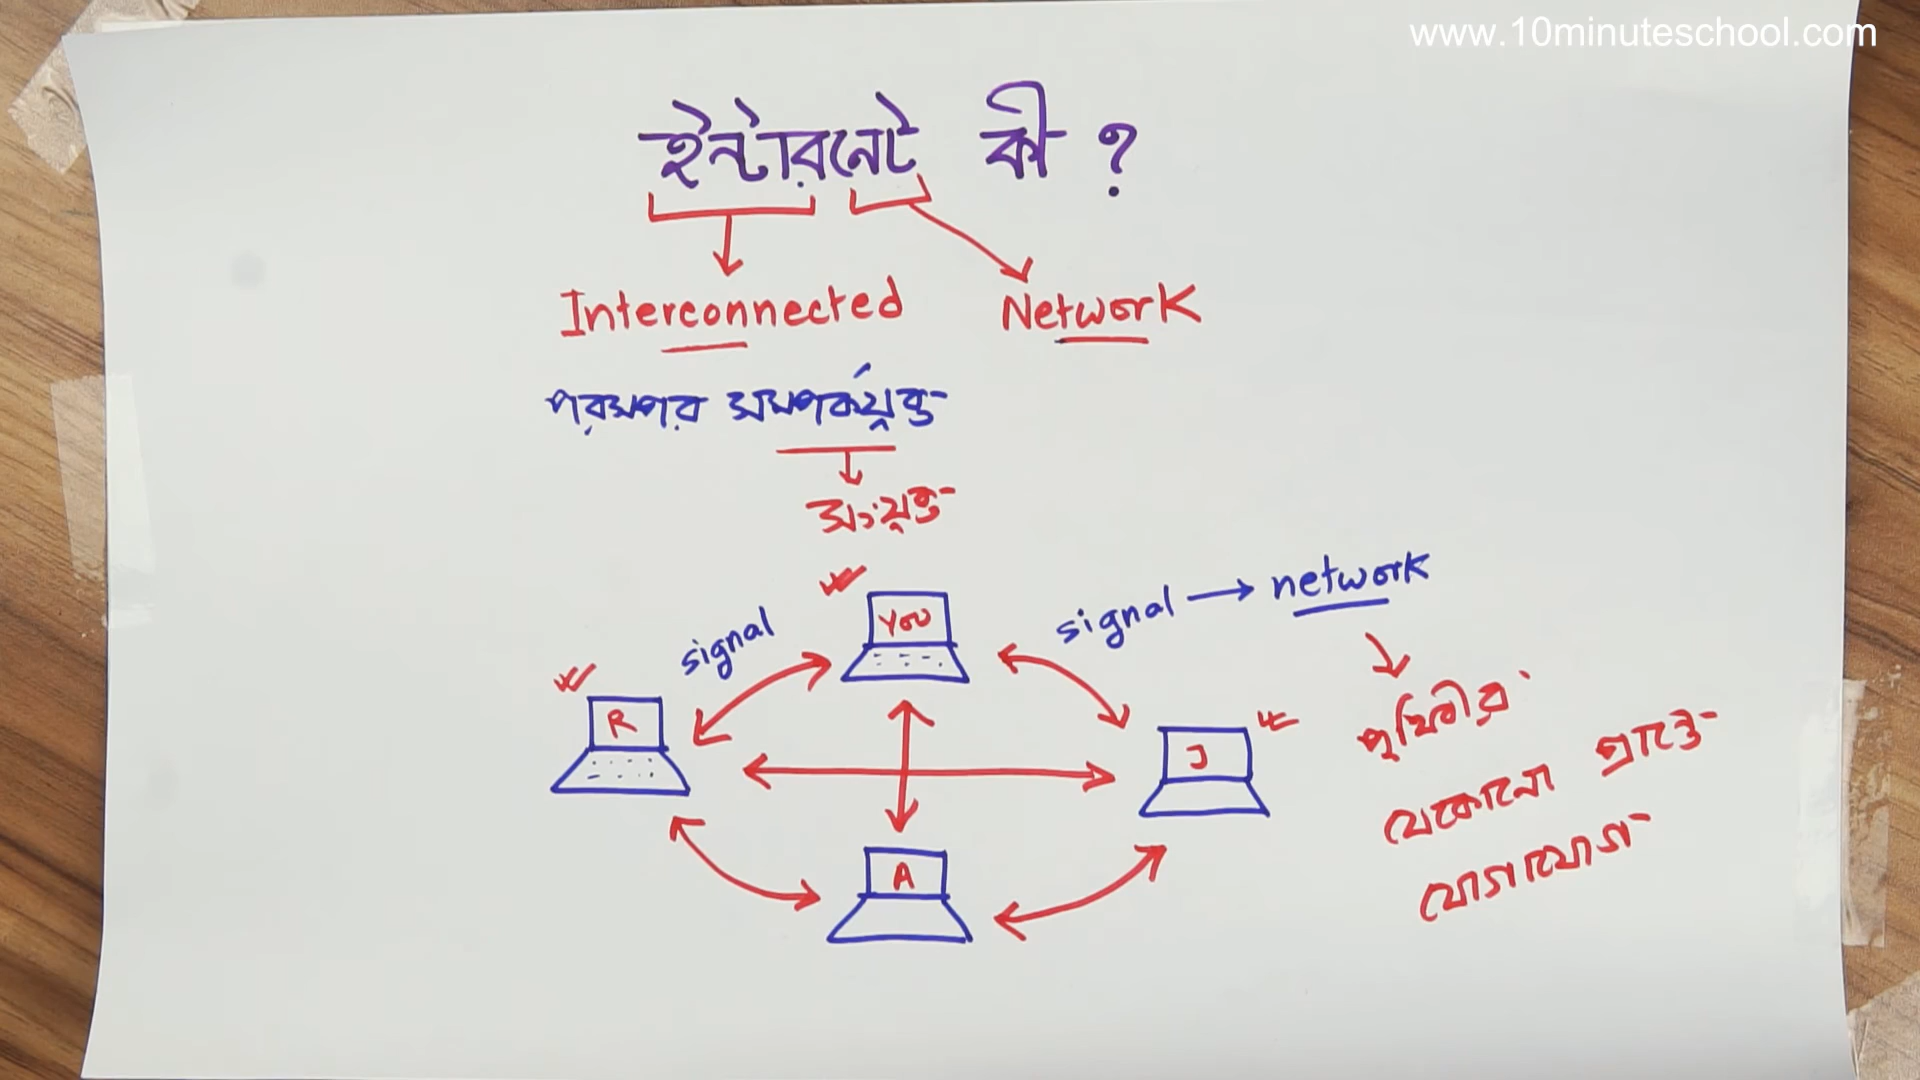 www.10minuteschool.com
ইন্টারনেট কী ?
Interconnected Network
পরস্পর সম্পর্কযুক্ত
সংযুক্ত
signal → network
signal
You
R
J
A
পৃথিবীর
যেকোনো প্রান্তে
যোগাযোগ